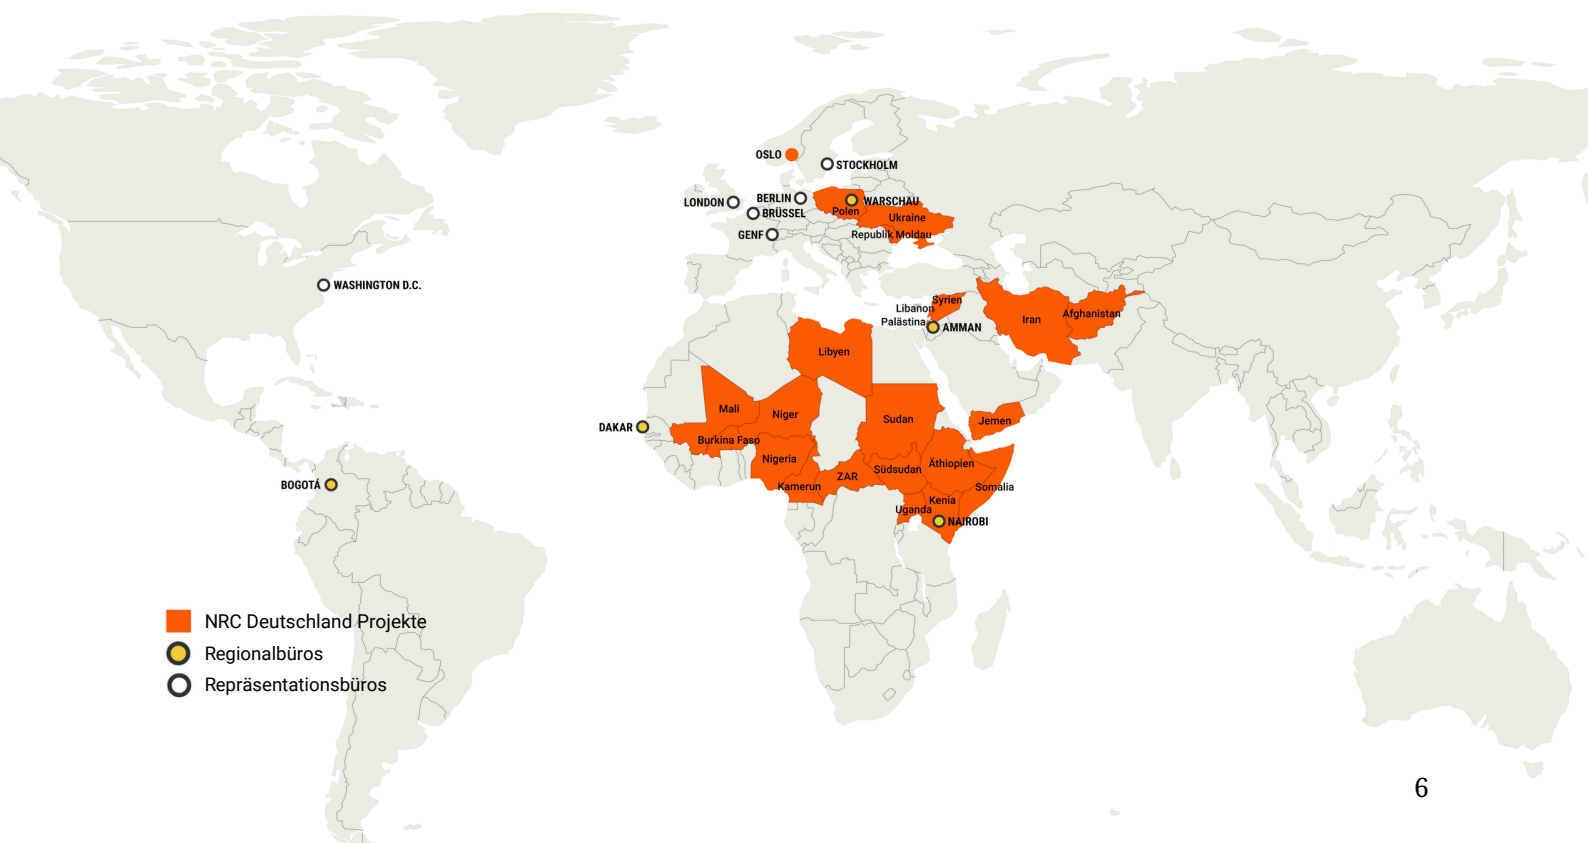 OSLO
STOCKHOLM
LONDON
BERLIN
BRÜSSEL
GENF
WARSCHAU
Polen
Ukraine
Republik Moldau
WASHINGTON D.C.
Syrien
Libanon
Palästina
AMMAN
Iran
Afghanistan
Libyen
Mali
Niger
Sudan
Jemen
DAKAR
Burkina Faso
Nigeria
Kamerun
ZAR
Südsudan
Äthiopien
Somalia
Kenia
Uganda
NAIROBI
BOGOTÁ
NRC Deutschland Projekte
Regionalbüros
Repräsentationsbüros
6